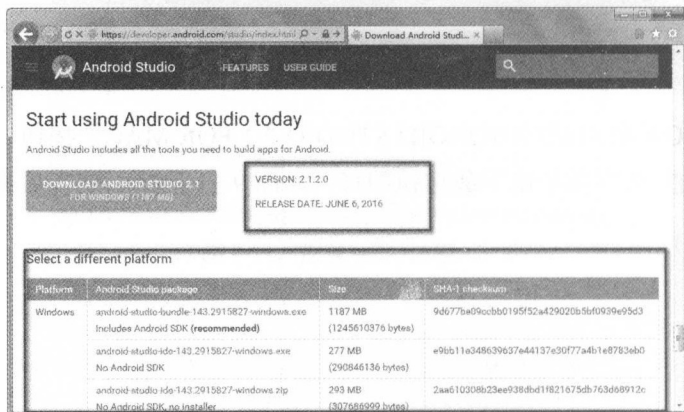 https://developer.android.com/studio/index.html
Download Android Studi...
Android Studio
FEATURES USER GUIDE
Start using Android Studio today
Android Studio includes all the tools you need to build apps for Android.
DOWNLOAD ANDROID STUDIO 2.1
FOR WINDOWS (1187 MB)
VERSION: 2.1.2.0
RELEASE DATE: JUNE 6, 2016
Select a different platform
Platform Android Studio package Size SHA-1 checksum
Windows android-studio-bundle-143.2915827-windows.exe 1187 MB 9d677ba09ccbb0195f52a429020b5bf0939e95d3
Includes Android SDK (recommended) (1245610376 bytes)
android-studio-ide-143.2915827-windows.exe 277 MB e9bb11e348639637e44137e30f77a4b1e8783eb0
No Android SDK (290846136 bytes)
android-studio-ide-143.2915827-windows.zip 293 MB 2aa610308b23ee938dbd1f821675db763d68912c
No Android SDK, no installer (307686999 bytes)